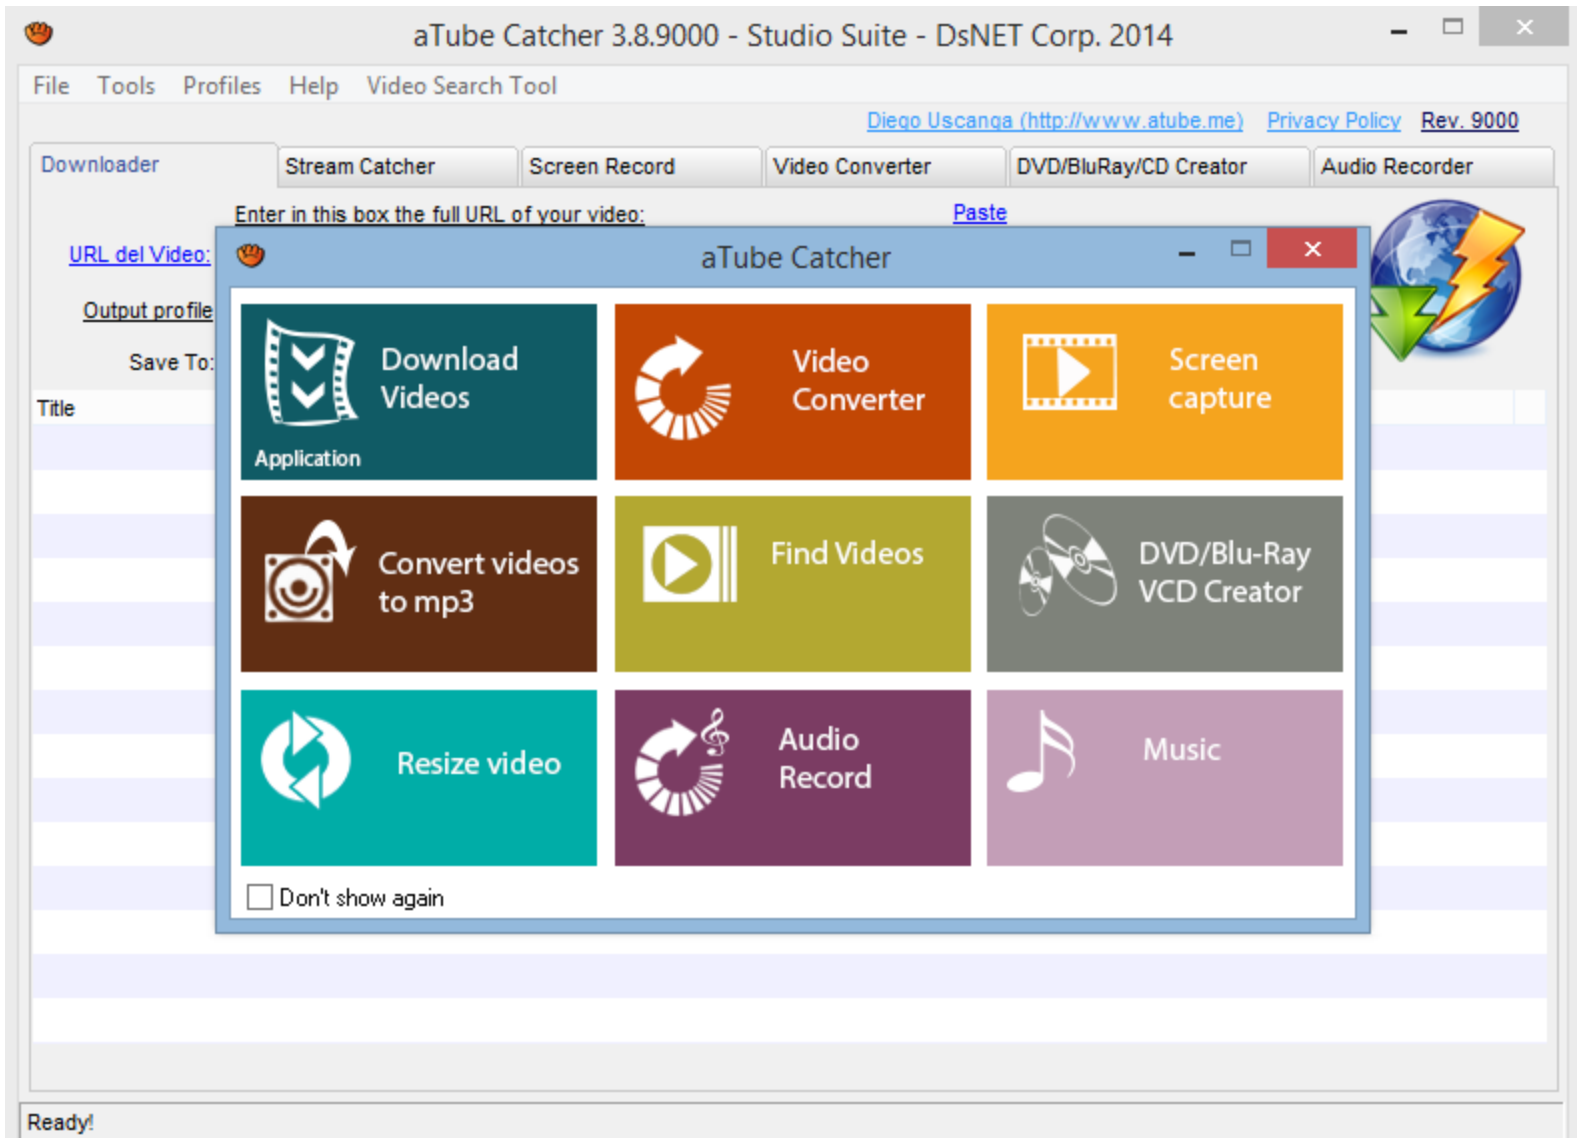 aTube Catcher 3.8.9000 - Studio Suite - DsNET Corp. 2014
File Tools Profiles Help Video Search Tool
Diego Uscanga (http://www.atube.me) Privacy Policy Rev. 9000
Downloader Stream Catcher Screen Record Video Converter DVD/BluRay/CD Creator Audio Recorder
Enter in this box the full URL of your video: Paste
URL del Video:
Output profile
Save To:
Title
aTube Catcher
Download
Videos
Application
Video
Converter
Screen
capture
Convert videos
to mp3
Find Videos
DVD/Blu-Ray
VCD Creator
Resize video
Audio
Record
Music
Don't show again
Ready!